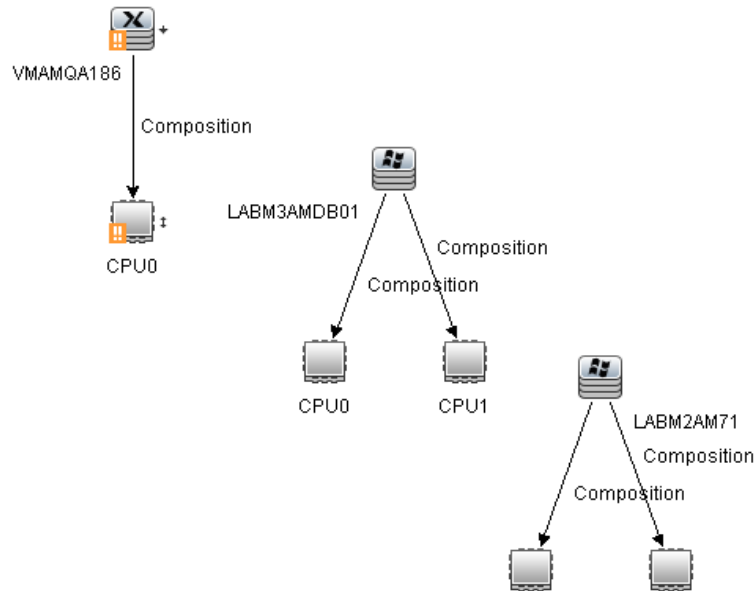 VMAMQA186
Composition
CPU0
LABM3AMDB01
Composition
Composition
CPU0
CPU1
LABM2AM71
Composition
Composition